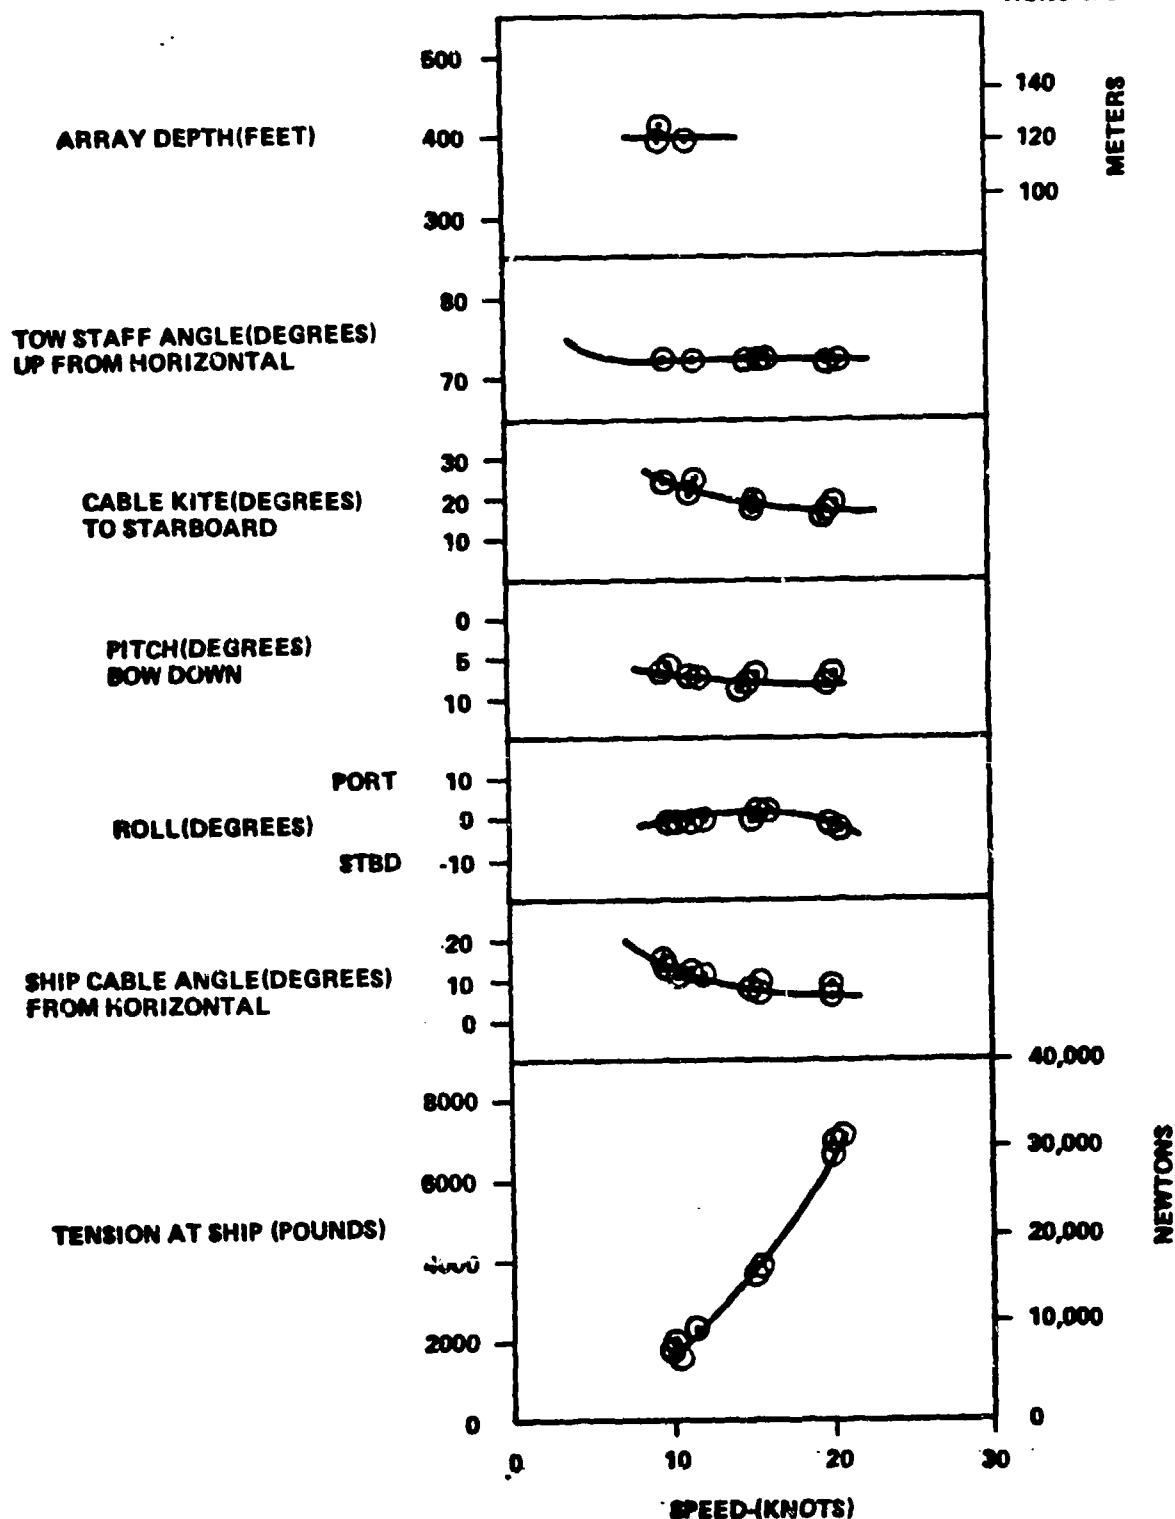 500
140
METERS
ARRAY DEPTH(FEET)
400
120
100
300
80
TOW STAFF ANGLE(DEGREES)
UP FROM HORIZONTAL
70
30
CABLE KITE(DEGREES)
TO STARBOARD
20
10
0
PITCH(DEGREES)
BOW DOWN
5
10
PORT
10
ROLL(DEGREES)
0
STBD
-10
20
SHIP CABLE ANGLE(DEGREES)
FROM HORIZONTAL
10
0
40,000
8000
30,000
NEWTONS
6000
TENSION AT SHIP (POUNDS)
20,000
4000
10,000
2000
0
0
0
10
20
30
SPEED-(KNOTS)